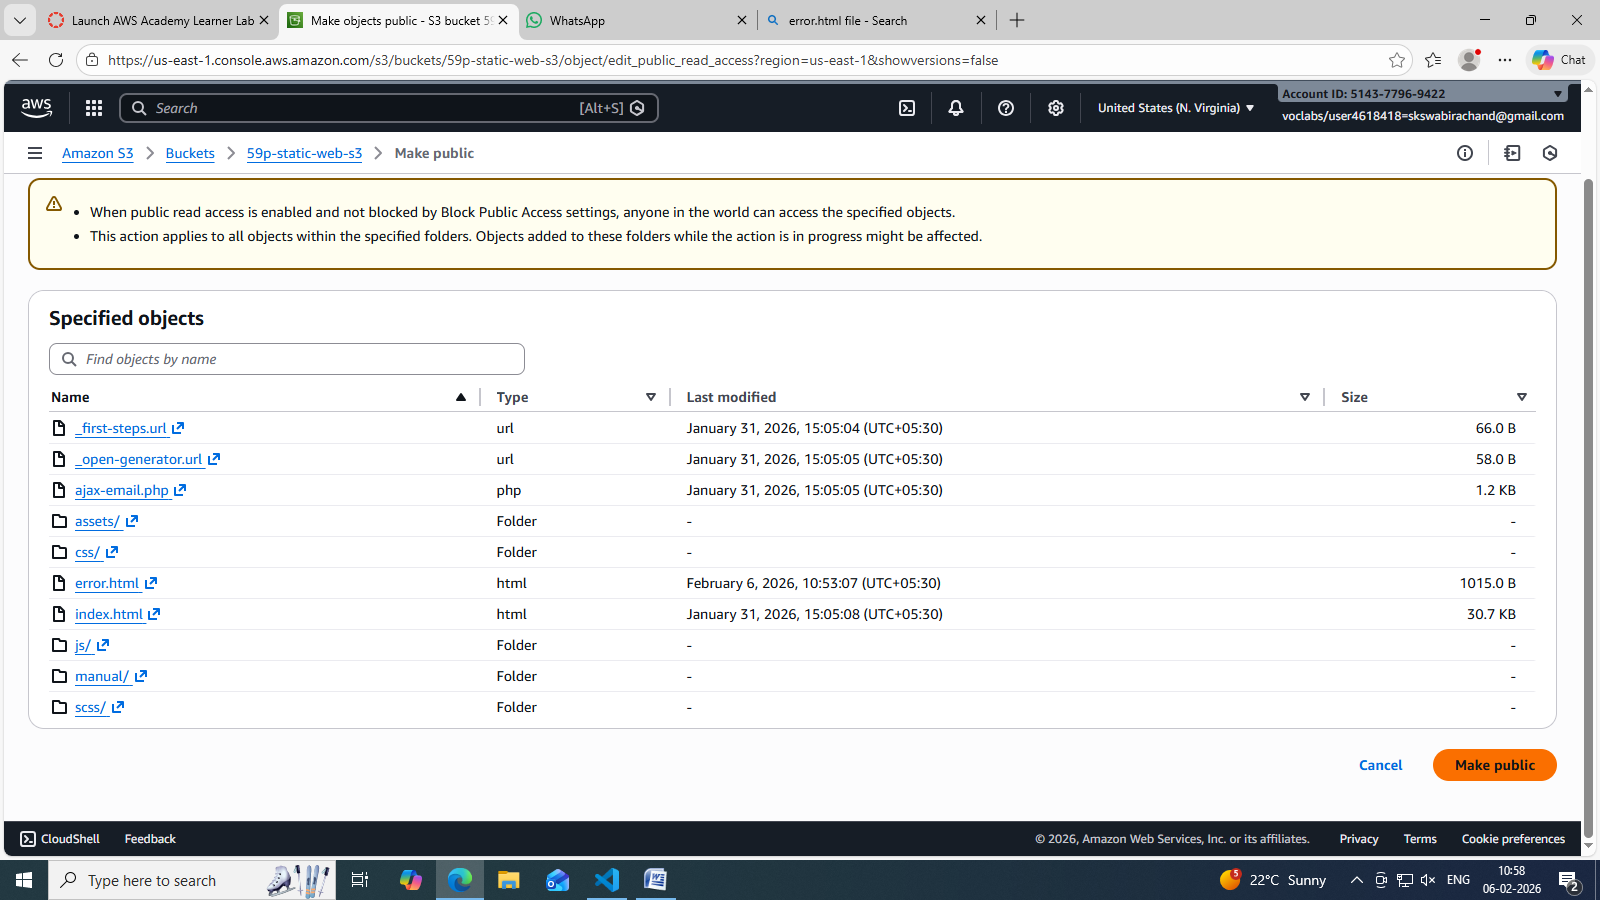 Launch AWS Academy Learner Lab
Make objects public - S3 bucket 59
WhatsApp
error.html file - Search
https://us-east-1.console.aws.amazon.com/s3/buckets/59p-static-web-s3/object/edit_public_read_access?region=us-east-1&showversions=false
Chat
aws
Search
[Alt+S]
United States (N. Virginia)
Account ID: 5143-7796-9422
voclabs/user4618418=skswabirachand@gmail.com
Amazon S3
Buckets
59p-static-web-s3
Make public
When public read access is enabled and not blocked by Block Public Access settings, anyone in the world can access the specified objects.
This action applies to all objects within the specified folders. Objects added to these folders while the action is in progress might be affected.
Specified objects
Find objects by name
Name Type Last modified Size
_first-steps.url url January 31, 2026, 15:05:04 (UTC+05:30) 66.0 B
_open-generator.url url January 31, 2026, 15:05:05 (UTC+05:30) 58.0 B
ajax-email.php php January 31, 2026, 15:05:05 (UTC+05:30) 1.2 KB
assets/ Folder - -
css/ Folder - -
error.html html February 6, 2026, 10:53:07 (UTC+05:30) 1015.0 B
index.html html January 31, 2026, 15:05:08 (UTC+05:30) 30.7 KB
js/ Folder - -
manual/ Folder - -
scss/ Folder - -
Cancel
Make public
CloudShell
Feedback
© 2026, Amazon Web Services, Inc. or its affiliates.
Privacy
Terms
Cookie preferences
Type here to search
5
22°C Sunny
ENG
10:58
06-02-2026
2